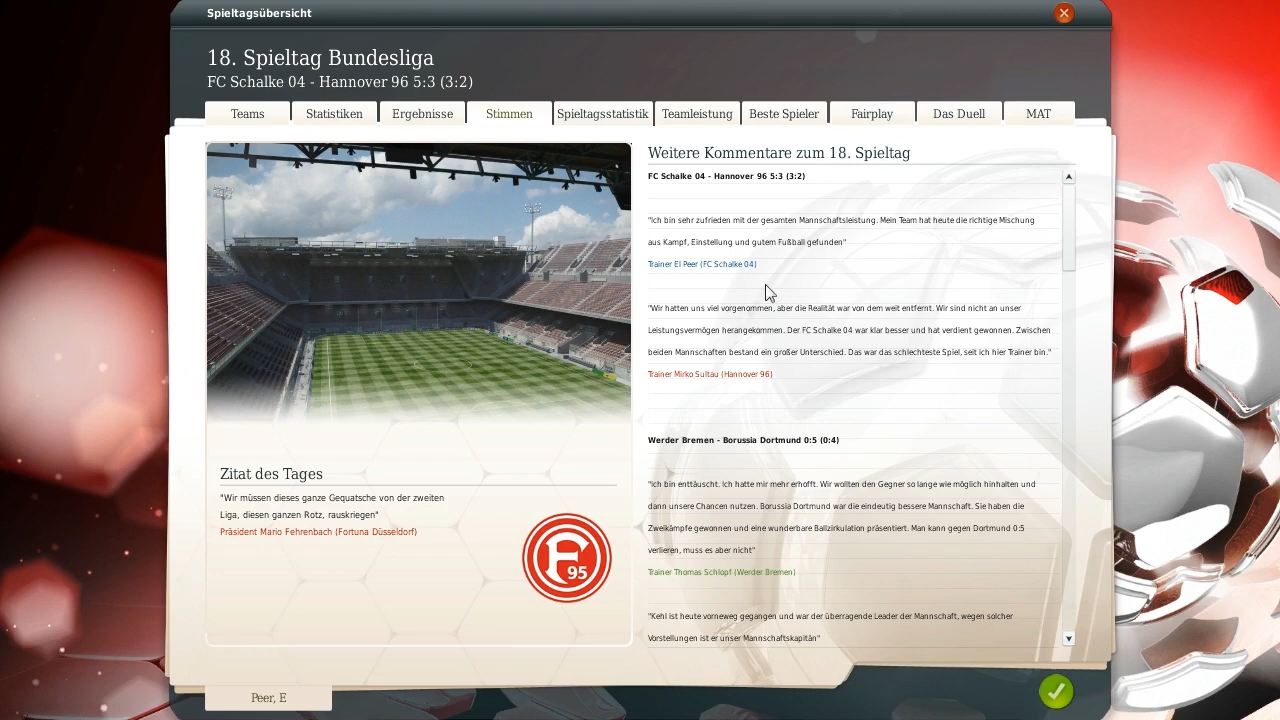 Spieltagsübersicht
18. Spieltag Bundesliga
FC Schalke 04 - Hannover 96 5:3 (3:2)
Teams
Statistiken
Ergebnisse
Stimmen
Spieltagsstatistik
Teamleistung
Beste Spieler
Fairplay
Das Duell
MAT
Zitat des Tages
"Wir müssen dieses ganze Gequatsche von der zweiten
Liga, diesen ganzen Rotz, rauskriegen"
Präsident Mario Fehrenbach (Fortuna Düsseldorf)
F 95
Weitere Kommentare zum 18. Spieltag
FC Schalke 04 - Hannover 96 5:3 (3:2)
"Ich bin sehr zufrieden mit der gesamten Mannschaftsleistung. Mein Team hat heute die richtige Mischung
aus Kampf, Einstellung und gutem Fußball gefunden"
Trainer El Peer (FC Schalke 04)
"Wir hatten uns viel vorgenommen, aber die Realität war von dem weit entfernt. Wir sind nicht an unser
Leistungsvermögen herangekommen. Der FC Schalke 04 war klar besser und hat verdient gewonnen. Zwischen
beiden Mannschaften bestand ein großer Unterschied. Das war das schlechteste Spiel, seit ich hier Trainer bin."
Trainer Mirko Sultau (Hannover 96)
Werder Bremen - Borussia Dortmund 0:5 (0:4)
"Ich bin enttäuscht. Ich hatte mir mehr erhofft. Wir wollten den Gegner so lange wie möglich hinhalten und
dann unsere Chancen nutzen. Borussia Dortmund war die eindeutig bessere Mannschaft. Sie haben die
Zweikämpfe gewonnen und eine wunderbare Ballzirkulation präsentiert. Man kann gegen Dortmund 0:5
verlieren, muss es aber nicht"
Trainer Thomas Schlopf (Werder Bremen)
"Kehl ist heute vorneweg gegangen und war der überragende Leader der Mannschaft, wegen solcher
Vorstellungen ist er unser Mannschaftskapitän"
Peer, E